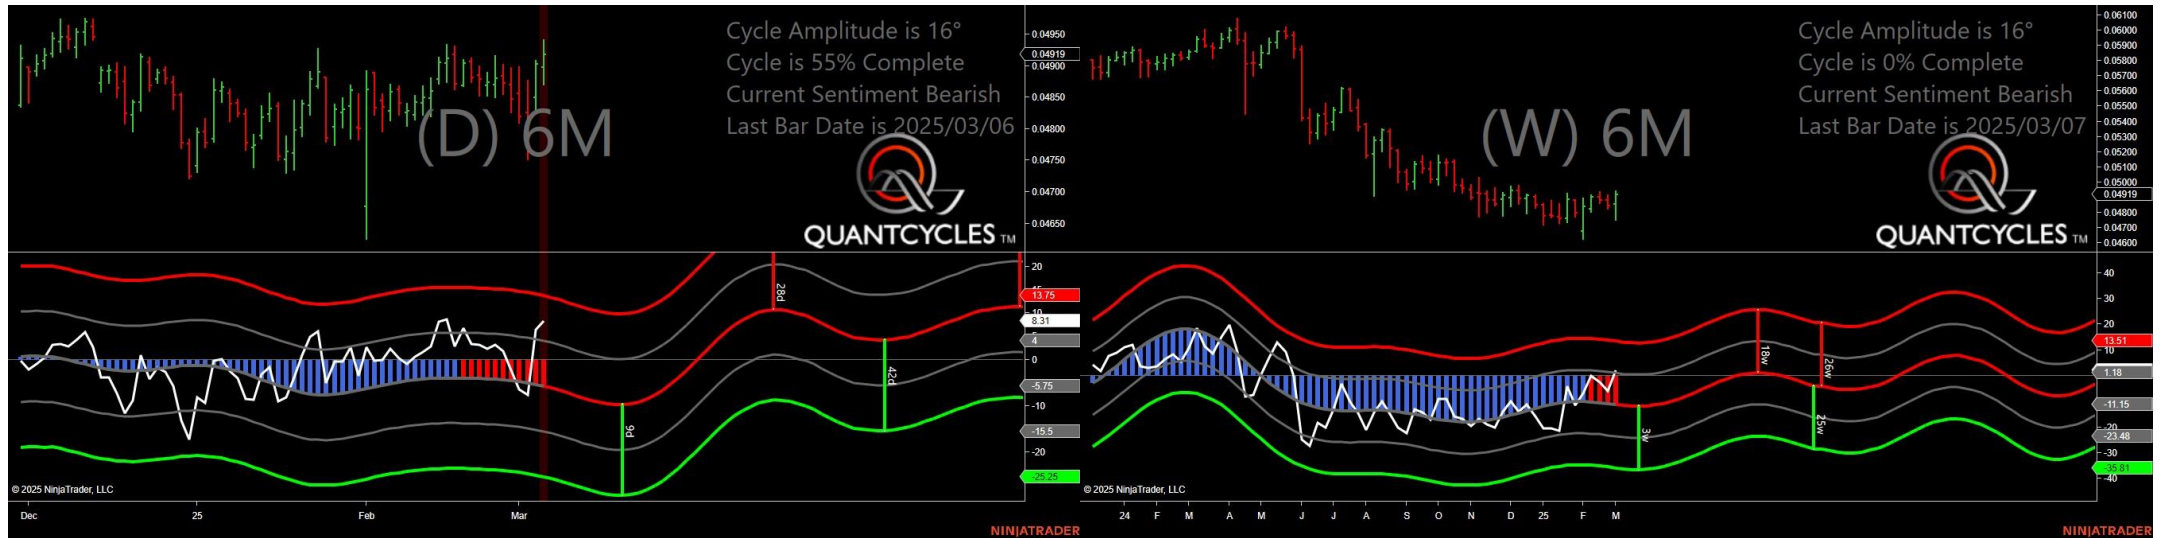 Cycle Amplitude is 16°
Cycle is 55% Complete
Current Sentiment Bearish
Last Bar Date is 2025/03/06
(D) 6M
QUANTCYCLES TM
0.04950
0.04919
0.04900
0.04850
0.04800
0.04750
0.04700
0.04650
20
13.75
10
8.31
4
0
-5.75
-10
-15.5
-20
-25.25
28d
42d
9d
© 2025 NinjaTrader, LLC
Dec
25
Feb
Mar
NINJATRADER
Cycle Amplitude is 16°
Cycle is 0% Complete
Current Sentiment Bearish
Last Bar Date is 2025/03/07
(W) 6M
QUANTCYCLES TM
0.06100
0.06000
0.05900
0.05800
0.05700
0.05600
0.05500
0.05400
0.05300
0.05200
0.05100
0.05000
0.04919
0.04800
0.04700
0.04600
40
30
20
13.51
10
1.18
-11.15
-20
-23.48
-30
-35.81
-40
18w
26w
25w
3w
© 2025 NinjaTrader, LLC
24
F
M
A
M
J
J
A
S
O
N
D
25
F
M
NINJATRADER